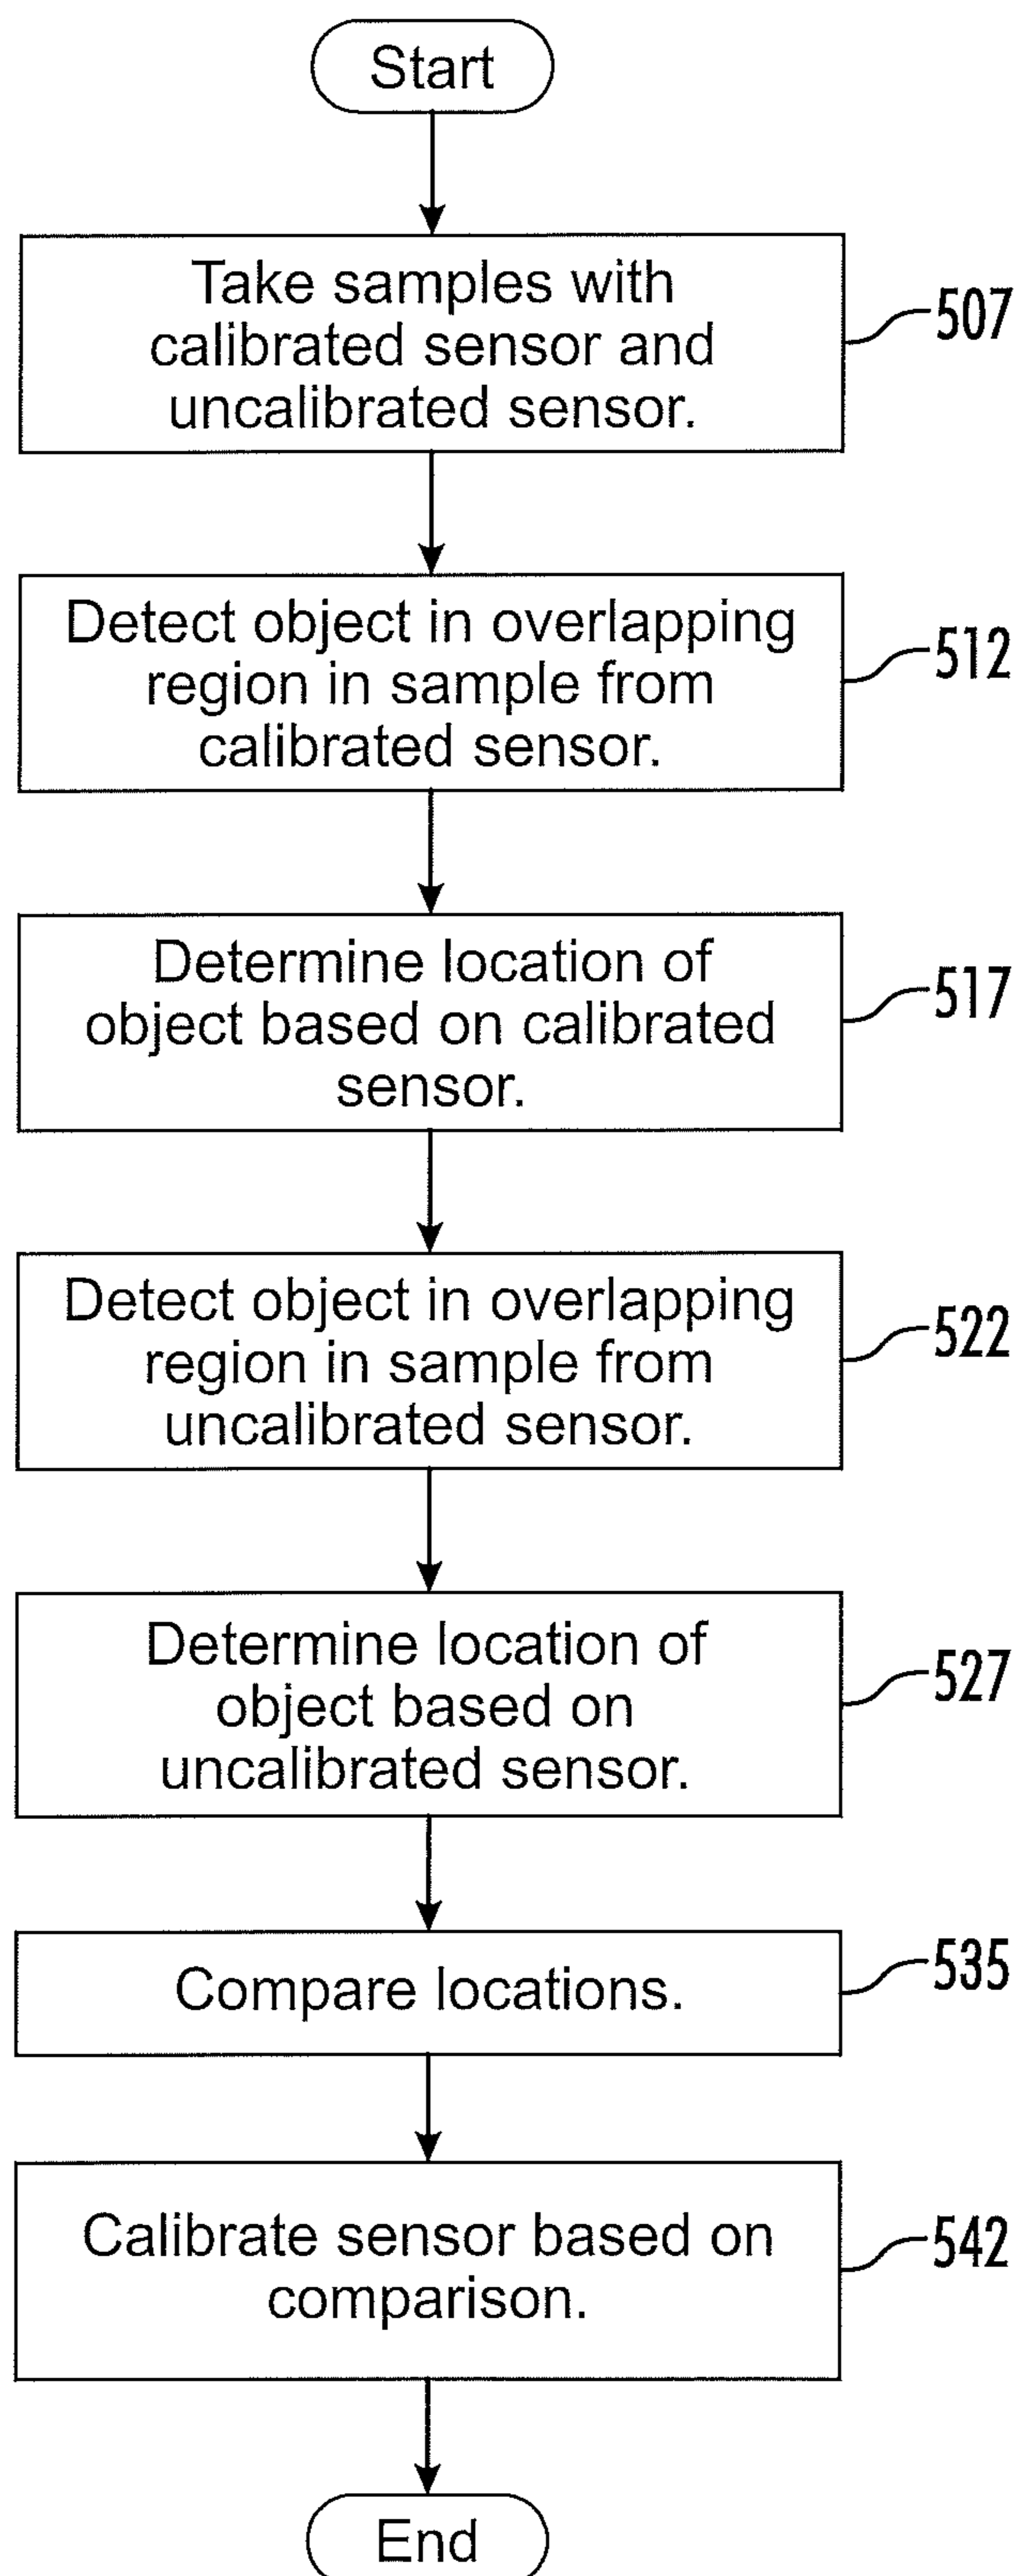 Start
Take samples with
calibrated sensor and
uncalibrated sensor.
507
Detect object in overlapping
region in sample from
calibrated sensor.
512
Determine location of
object based on calibrated
sensor.
517
Detect object in overlapping
region in sample from
uncalibrated sensor.
522
Determine location of
object based on
uncalibrated sensor.
527
Compare locations.
535
Calibrate sensor based on
comparison.
542
End